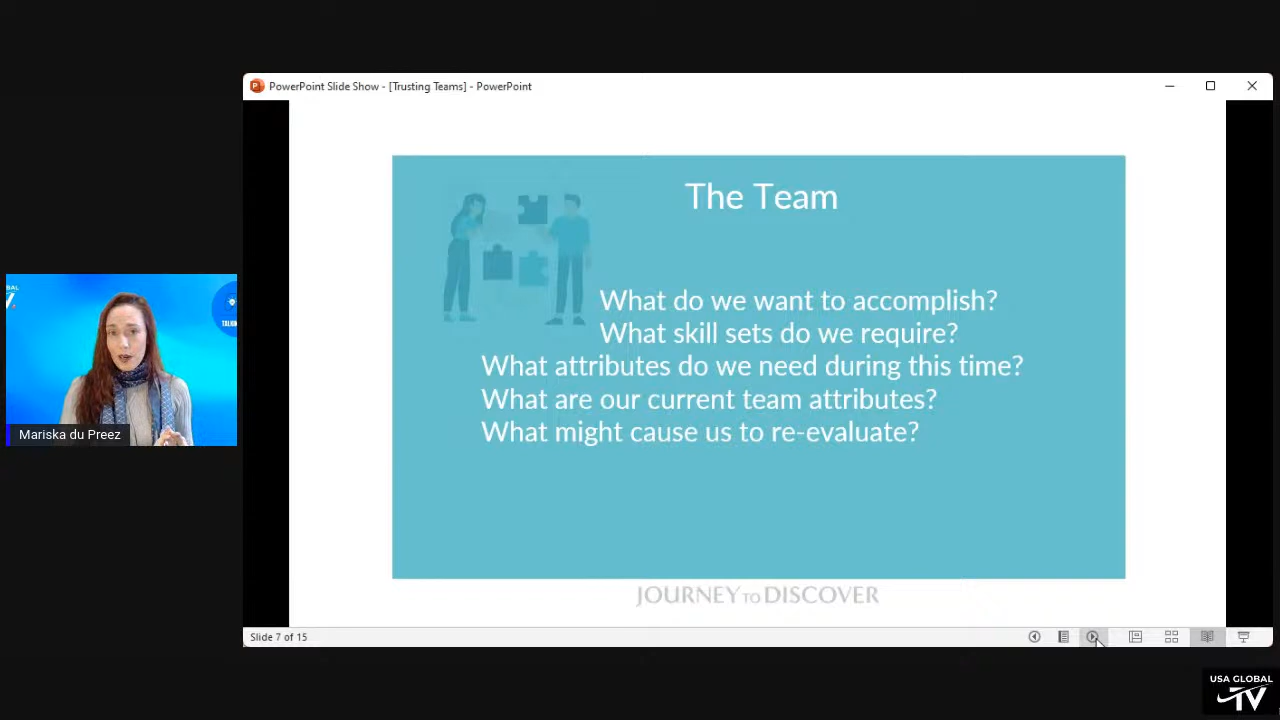 PowerPoint Slide Show - [Trusting Teams] - PowerPoint
The Team
What do we want to accomplish?
What skill sets do we require?
What attributes do we need during this time?
What are our current team attributes?
What might cause us to re-evaluate?
JOURNEY TO DISCOVER
Slide 7 of 15
Mariska du Preez
USA GLOBAL
TV